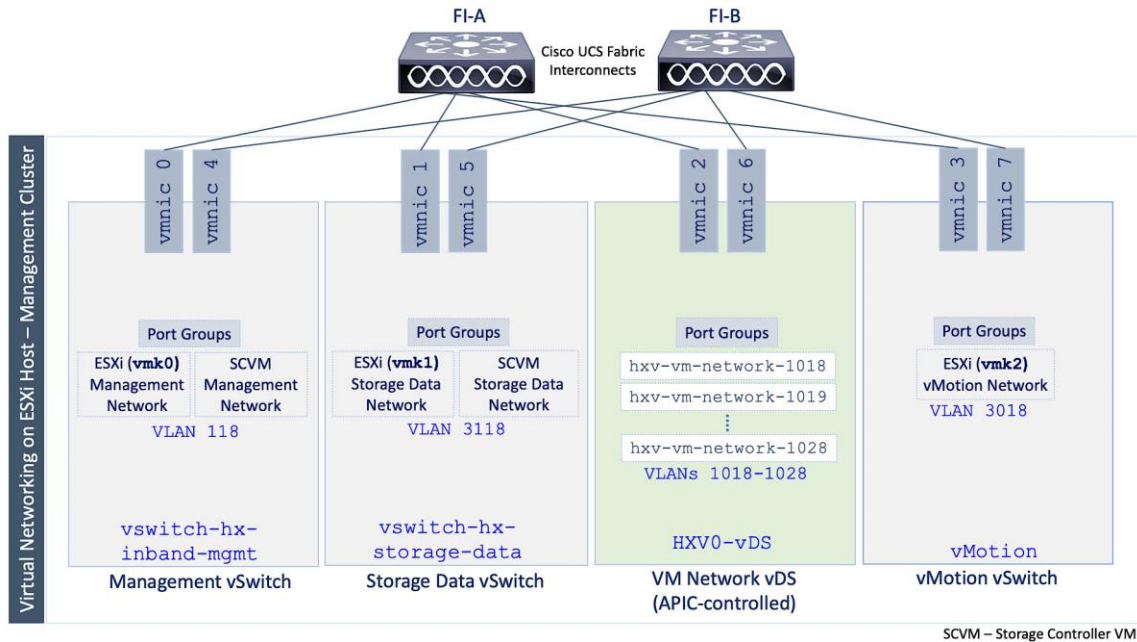 FI-A
FI-B
Cisco UCS Fabric
Interconnects
Virtual Networking on ESXi Host – Management Cluster
vmnic 0
vmnic 4
vmnic 1
vmnic 5
vmnic 2
vmnic 6
vmnic 3
vmnic 7
Port Groups
ESXi (vmk0)
Management
Network
SCVM
Management
Network
VLAN 118
vswitch-hx-
inband-mgmt
Management vSwitch
Port Groups
ESXi (vmk1)
Storage Data
Network
SCVM
Storage Data
Network
VLAN 3118
vswitch-hx-
storage-data
Storage Data vSwitch
Port Groups
hxv-vm-network-1018
hxv-vm-network-1019
hxv-vm-network-1028
VLANs 1018-1028
HXV0-vDS
VM Network vDS
(APIC-controlled)
Port Groups
ESXi (vmk2)
vMotion Network
VLAN 3018
vMotion
vMotion vSwitch
SCVM – Storage Controller VM